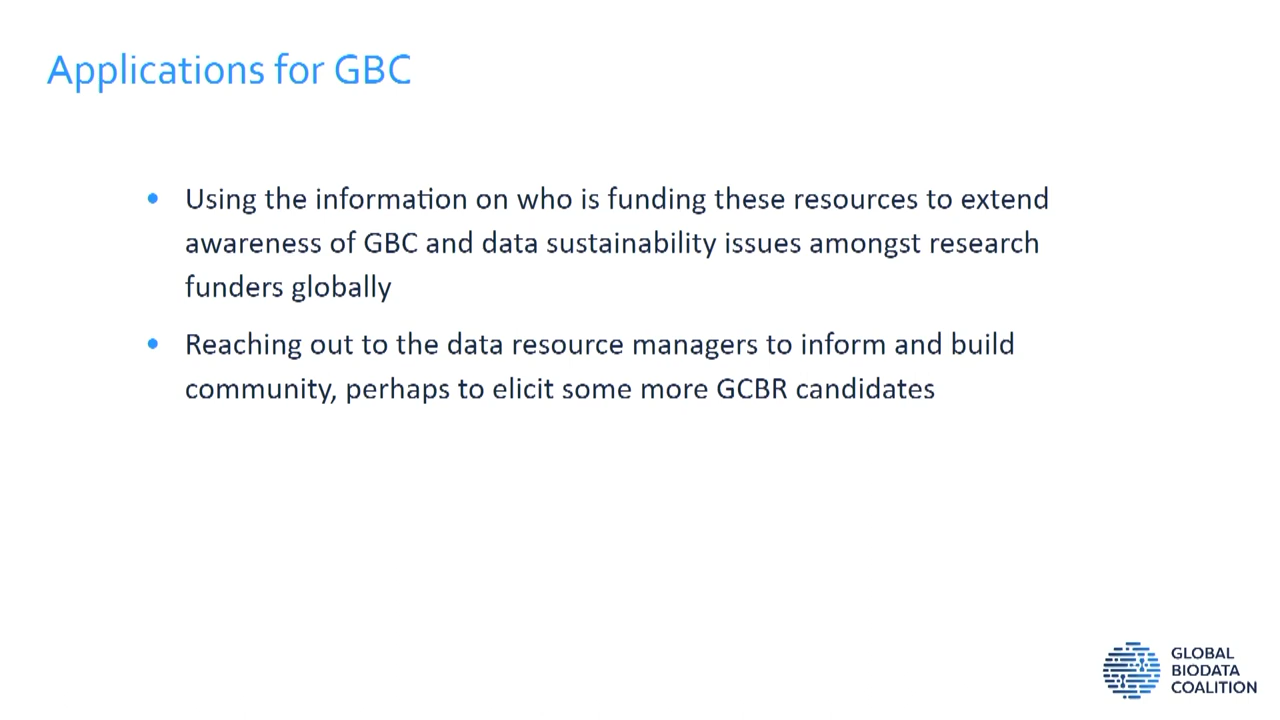 Applications for GBC
• Using the information on who is funding these resources to extend
awareness of GBC and data sustainability issues amongst research
funders globally
• Reaching out to the data resource managers to inform and build
community, perhaps to elicit some more GCBR candidates
GLOBAL
BIODATA
COALITION